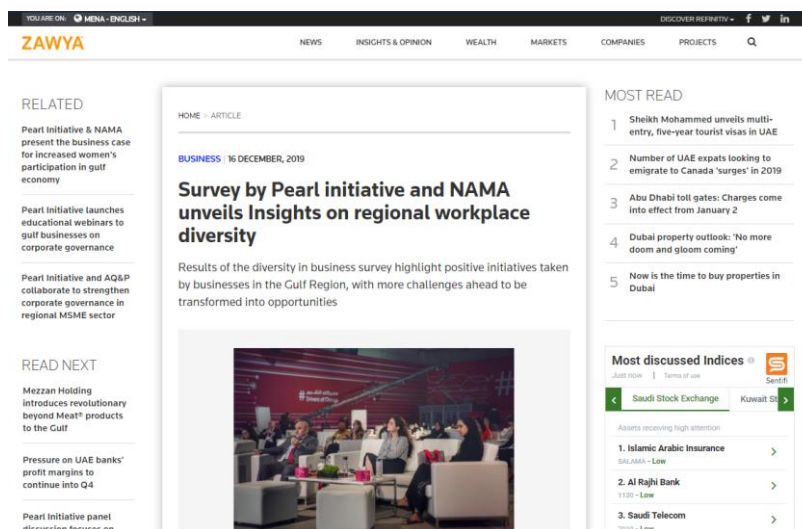 YOU ARE ON: MENA - ENGLISH
DISCOVER REFINITIV
ZAWYA
NEWS
INSIGHTS & OPINION
WEALTH
MARKETS
COMPANIES
PROJECTS
RELATED
Pearl Initiative & NAMA
present the business case
for increased women's
participation in gulf
economy
Pearl Initiative launches
educational webinars to
gulf businesses on
corporate governance
Pearl Initiative and AQ&P
collaborate to strengthen
corporate governance in
regional MSME sector
READ NEXT
Mezzan Holding
introduces revolutionary
beyond Meat® products
to the Gulf
Pressure on UAE banks'
profit margins to
continue into Q4
Pearl Initiative panel
discussion focuses on
HOME > ARTICLE
BUSINESS | 16 DECEMBER, 2019
Survey by Pearl initiative and NAMA
unveils Insights on regional workplace
diversity
Results of the diversity in business survey highlight positive initiatives taken
by businesses in the Gulf Region, with more challenges ahead to be
transformed into opportunities
MOST READ
1 Sheikh Mohammed unveils multi-
entry, five-year tourist visas in UAE
2 Number of UAE expats looking to
emigrate to Canada 'surges' in 2019
3 Abu Dhabi toll gates: Charges come
into effect from January 2
4 Dubai property outlook: 'No more
doom and gloom coming'
5 Now is the time to buy properties in
Dubai
Most discussed Indices
Just now | Terms of use
Sentifi
Saudi Stock Exchange
Kuwait St
Assets receiving high attention
1. Islamic Arabic Insurance
SALAMA - Low
2. Al Rajhi Bank
1120 - Low
3. Saudi Telecom
7010 - Low